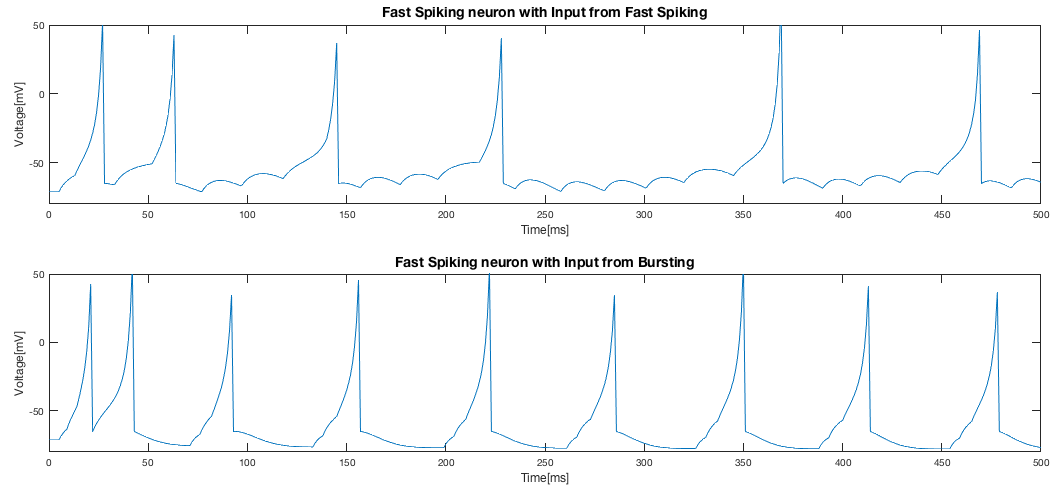 Fast Spiking neuron with Input from Fast Spiking
50
0
-50
Voltage[mV]
0 50 100 150 200 250 300 350 400 450 500
Time[ms]
Fast Spiking neuron with Input from Bursting
50
0
-50
Voltage[mV]
0 50 100 150 200 250 300 350 400 450 500
Time[ms]